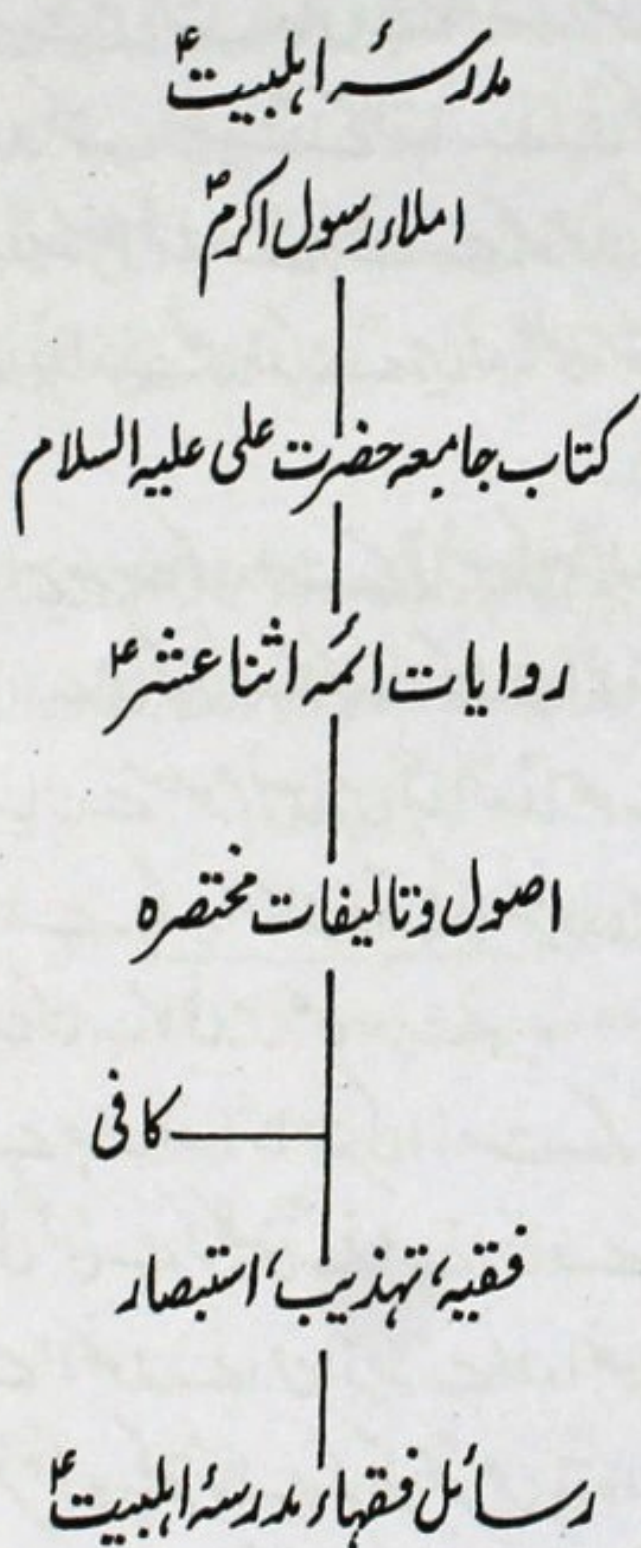 مدرسۂ اہلبیتؑ
املاء رسول اکرمؐ
کتاب جامعہ حضرت علی علیہ السلام
روایات ائمہ اثنا عشرؑ
اصول و تالیفات مختصرہ
کافی
فقیہ، تہذیب، استبصار
رسائل فقہاء مدرسۂ اہلبیتؑ